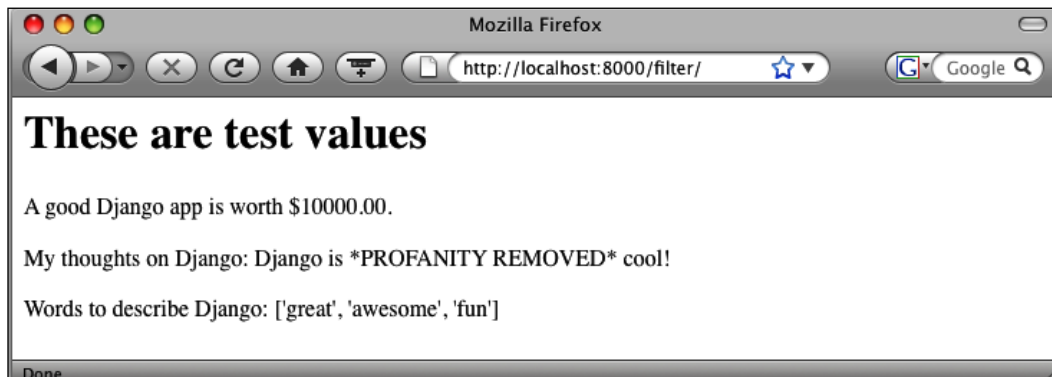 Mozilla Firefox
http://localhost:8000/filter/
G Google
These are test values
A good Django app is worth $10000.00.
My thoughts on Django: Django is *PROFANITY REMOVED* cool!
Words to describe Django: ['great', 'awesome', 'fun']
Done